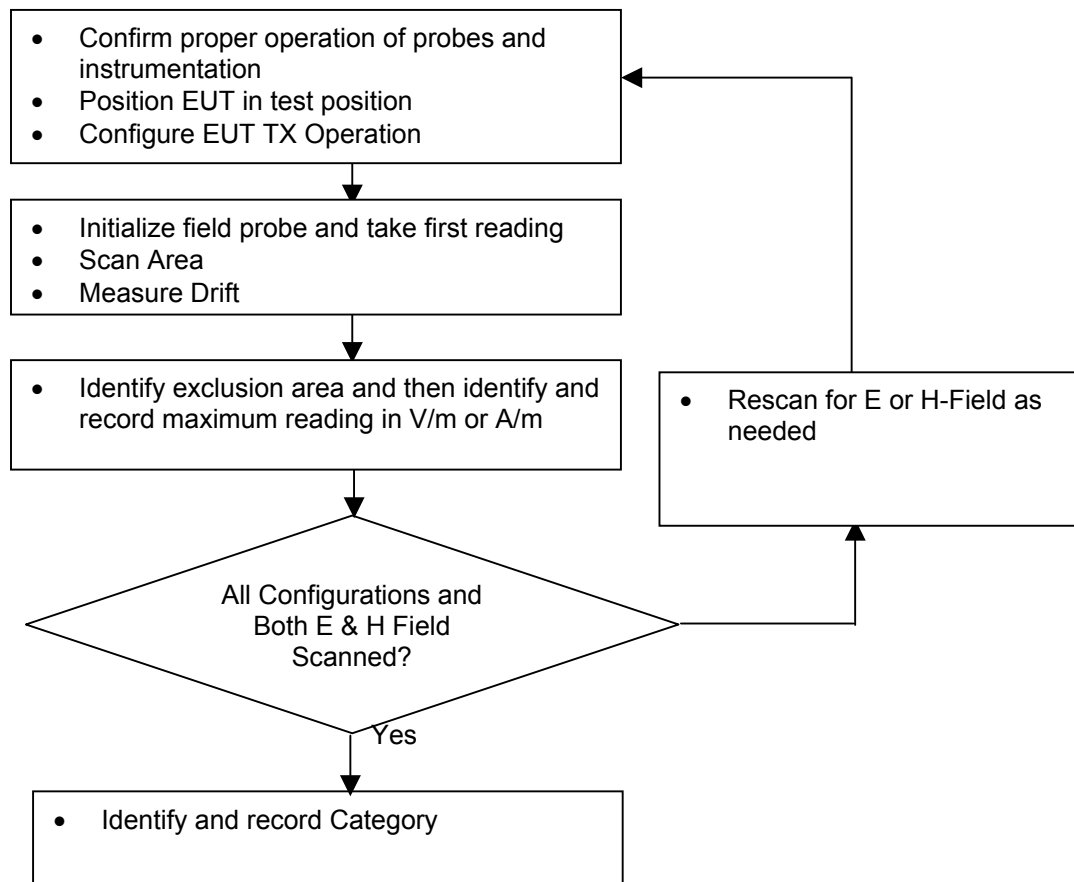 • Confirm proper operation of probes and
instrumentation
• Position EUT in test position
• Configure EUT TX Operation
• Initialize field probe and take first reading
• Scan Area
• Measure Drift
• Identify exclusion area and then identify and
record maximum reading in V/m or A/m
• Rescan for E or H-Field as
needed
All Configurations and
Both E & H Field
Scanned?
Yes
• Identify and record Category